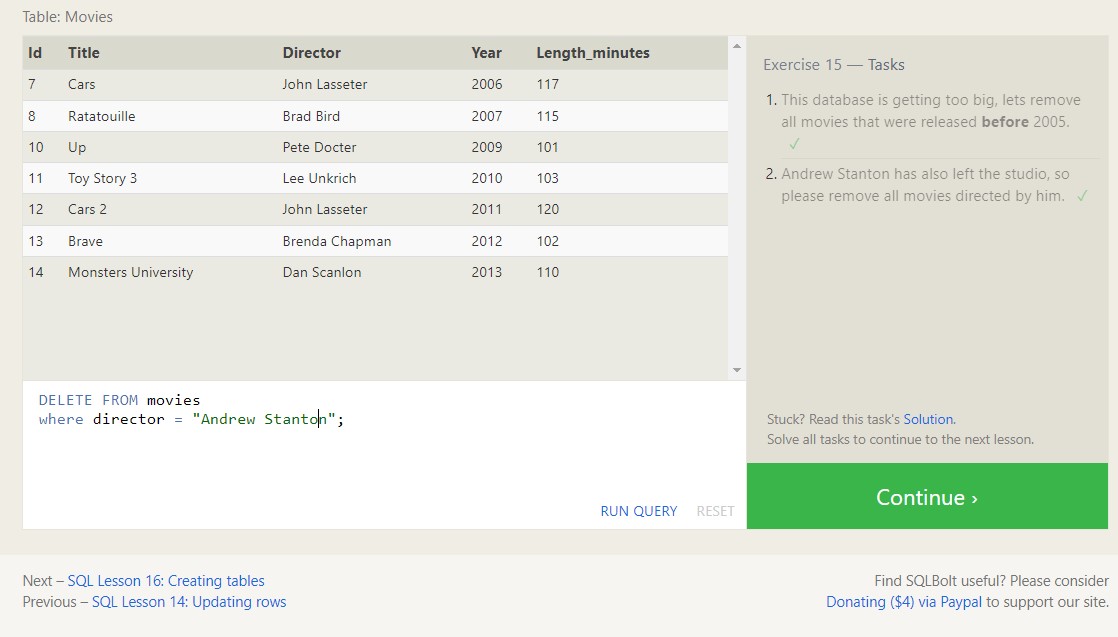 Table: Movies
Id Title Director Year Length_minutes
7 Cars John Lasseter 2006 117
8 Ratatouille Brad Bird 2007 115
10 Up Pete Docter 2009 101
11 Toy Story 3 Lee Unkrich 2010 103
12 Cars 2 John Lasseter 2011 120
13 Brave Brenda Chapman 2012 102
14 Monsters University Dan Scanlon 2013 110
DELETE FROM movies
where director = "Andrew Stanton";
RUN QUERY RESET
Exercise 15 — Tasks
1. This database is getting too big, lets remove
all movies that were released before 2005.
✓
2. Andrew Stanton has also left the studio, so
please remove all movies directed by him. ✓
Stuck? Read this task's Solution.
Solve all tasks to continue to the next lesson.
Continue ›
Next – SQL Lesson 16: Creating tables
Previous – SQL Lesson 14: Updating rows
Find SQLBolt useful? Please consider
Donating ($4) via Paypal to support our site.